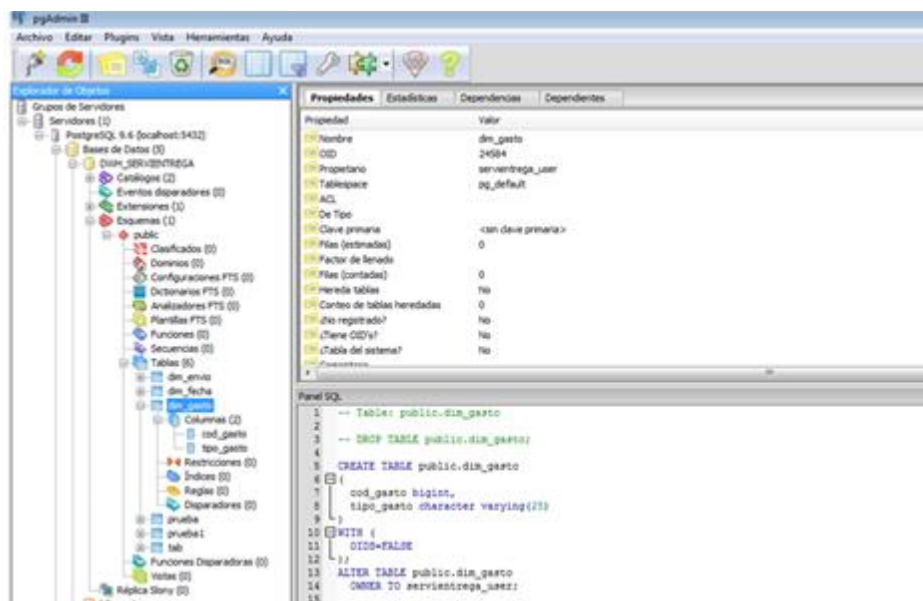 pgAdmin III
Archivo Editar Plugins Vista Herramientas Ayuda
Explorador de Objetos
Grupos de Servidores
Servidores (1)
PostgreSQL 9.6 (localhost:5432)
Bases de Datos (3)
DWH_SERVIENTREGA
Catálogos (2)
Eventos disparadores (0)
Extensiones (1)
Esquemas (1)
public
Clasificados (0)
Dominios (0)
Configuraciones FTS (0)
Dictionarios FTS (0)
Analizadores FTS (0)
Plantillas FTS (0)
Funciones (0)
Secuencias (0)
Tablas (6)
dim_envio
dim_fecha
dim_gasto
Columnas (2)
cod_gasto
tipo_gasto
Restricciones (0)
Índices (0)
Reglas (0)
Disparadores (0)
prueba
prueba1
tab
Funciones Disparadoras (0)
Vistas (0)
Réplica Slony (0)
Propiedades Estadísticas Dependencias Dependientes
Propiedad Valor
Nombre dim_gasto
OID 24584
Propietario servientrega_user
Tablespace pg_default
ACL
De Tipo
Clave primaria <sin clave primaria>
Filas (estimadas) 0
Factor de llenado
Filas (contadas) 0
Hereda tablas No
Conteo de tablas heredadas 0
¿No registrado? No
¿Tiene OID's? No
¿Tabla del sistema? No
Comentario
Panel SQL
1 -- Table: public.dim_gasto
2
3 -- DROP TABLE public.dim_gasto;
4
5 CREATE TABLE public.dim_gasto
6 (
7 cod_gasto bigint,
8 tipo_gasto character varying(25)
9 )
10 WITH (
11 OIDS=FALSE
12 );
13 ALTER TABLE public.dim_gasto
14 OWNER TO servientrega_user;
15